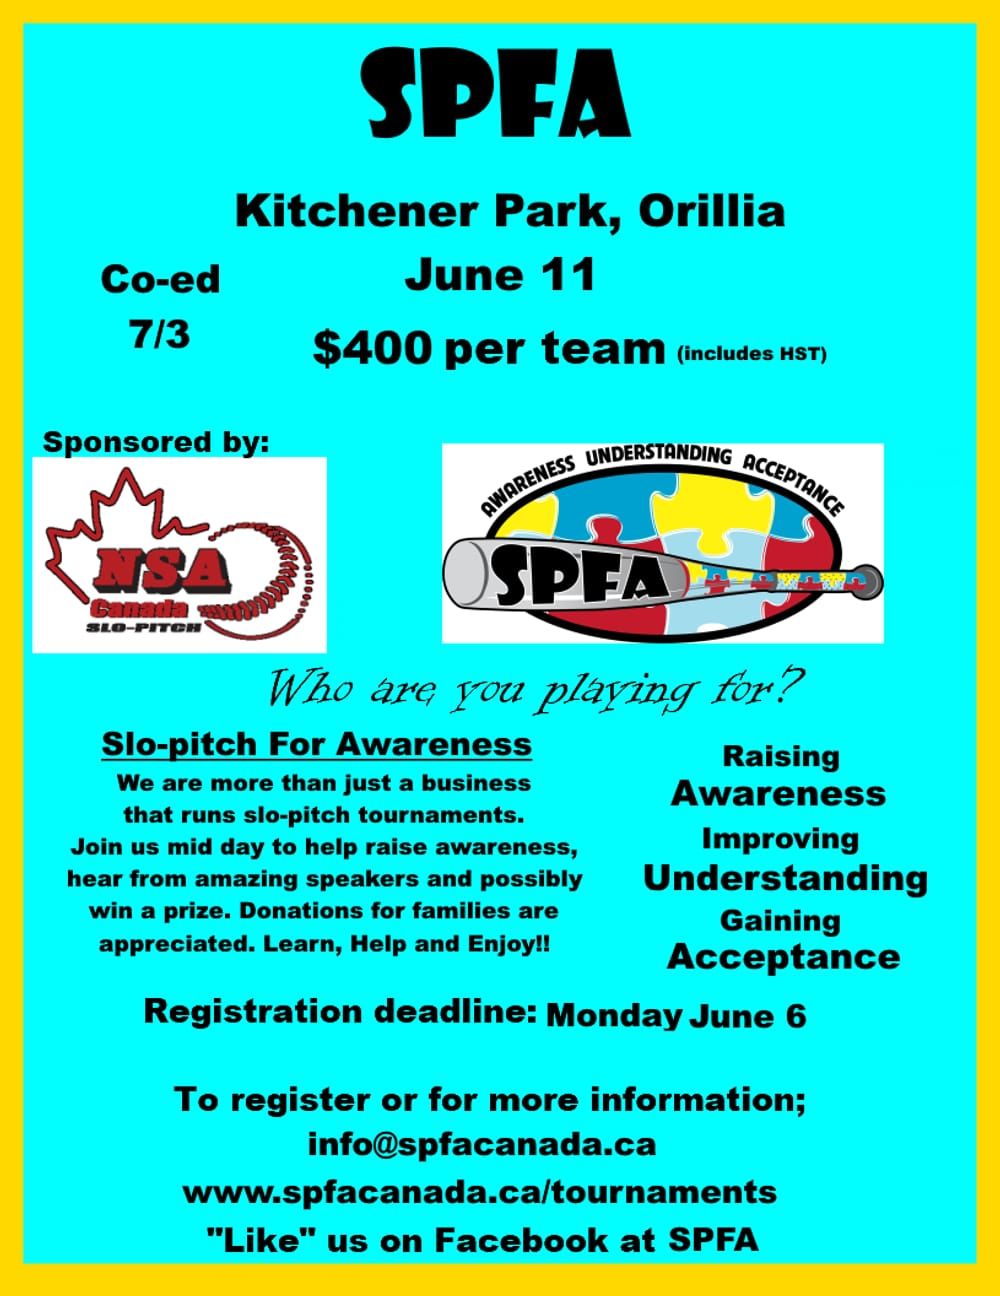 SPFA
Kitchener Park, Orillia
Co-ed
7/3
June 11
$400 per team (includes HST)
Sponsored by:
NSA
Canada
SLO-PITCH
AWARENESS UNDERSTANDING ACCEPTANCE
SPFA
Who are you playing for?
Slo-pitch For Awareness
We are more than just a business
that runs slo-pitch tournaments.
Join us mid day to help raise awareness,
hear from amazing speakers and possibly
win a prize. Donations for families are
appreciated. Learn, Help and Enjoy!!
Raising
Awareness
Improving
Understanding
Gaining
Acceptance
Registration deadline: Monday June 6
To register or for more information;
info@spfacanada.ca
www.spfacanada.ca/tournaments
"Like" us on Facebook at SPFA